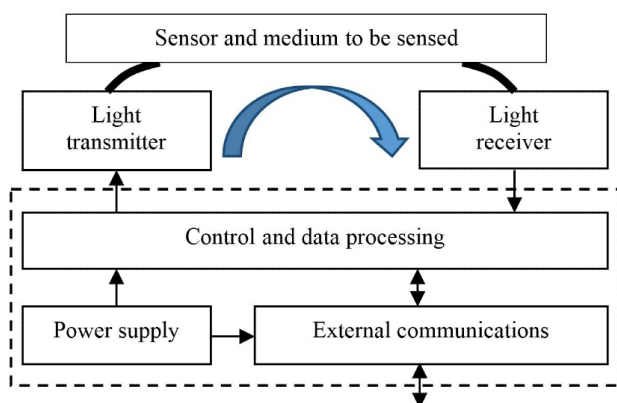 Sensor and medium to be sensed
Light
transmitter
Light
receiver
Control and data processing
Power supply
External communications